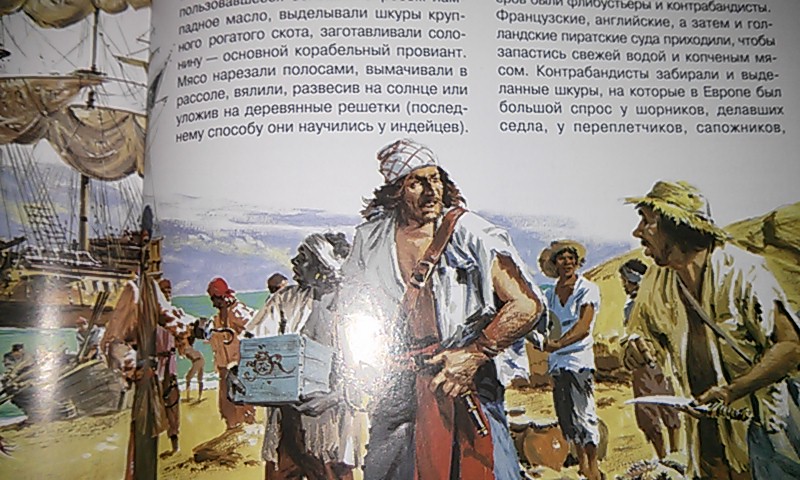 падное масло, выделывали шкуры круп-
ного рогатого скота, заготавливали соло-
нину — основной корабельный провиант.
Мясо нарезали полосами, вымачивали в
рассоле, вялили, развесив на солнце или
уложив на деревянные решетки (послед-
нему способу они научились у индейцев).
ров были флибустьеры и контрабандисты.
Французские, английские, а затем и гол-
ландские пиратские суда приходили, чтобы
запастись свежей водой и копченым мя-
сом. Контрабандисты забирали и выде-
ланные шкуры, на которые в Европе был
большой спрос у шорников, делавших
седла, у переплетчиков, сапожников,